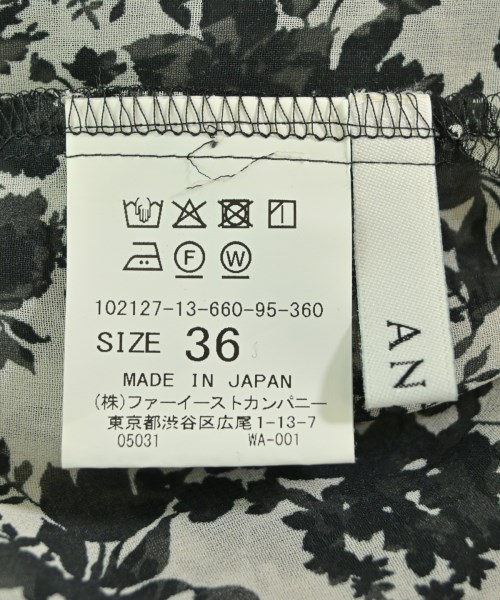 102127-13-660-95-360
SIZE 36
MADE IN JAPAN
(株)ファーイーストカンパニー
東京都渋谷区広尾1-13-7
05031 WA-001
F W
AN